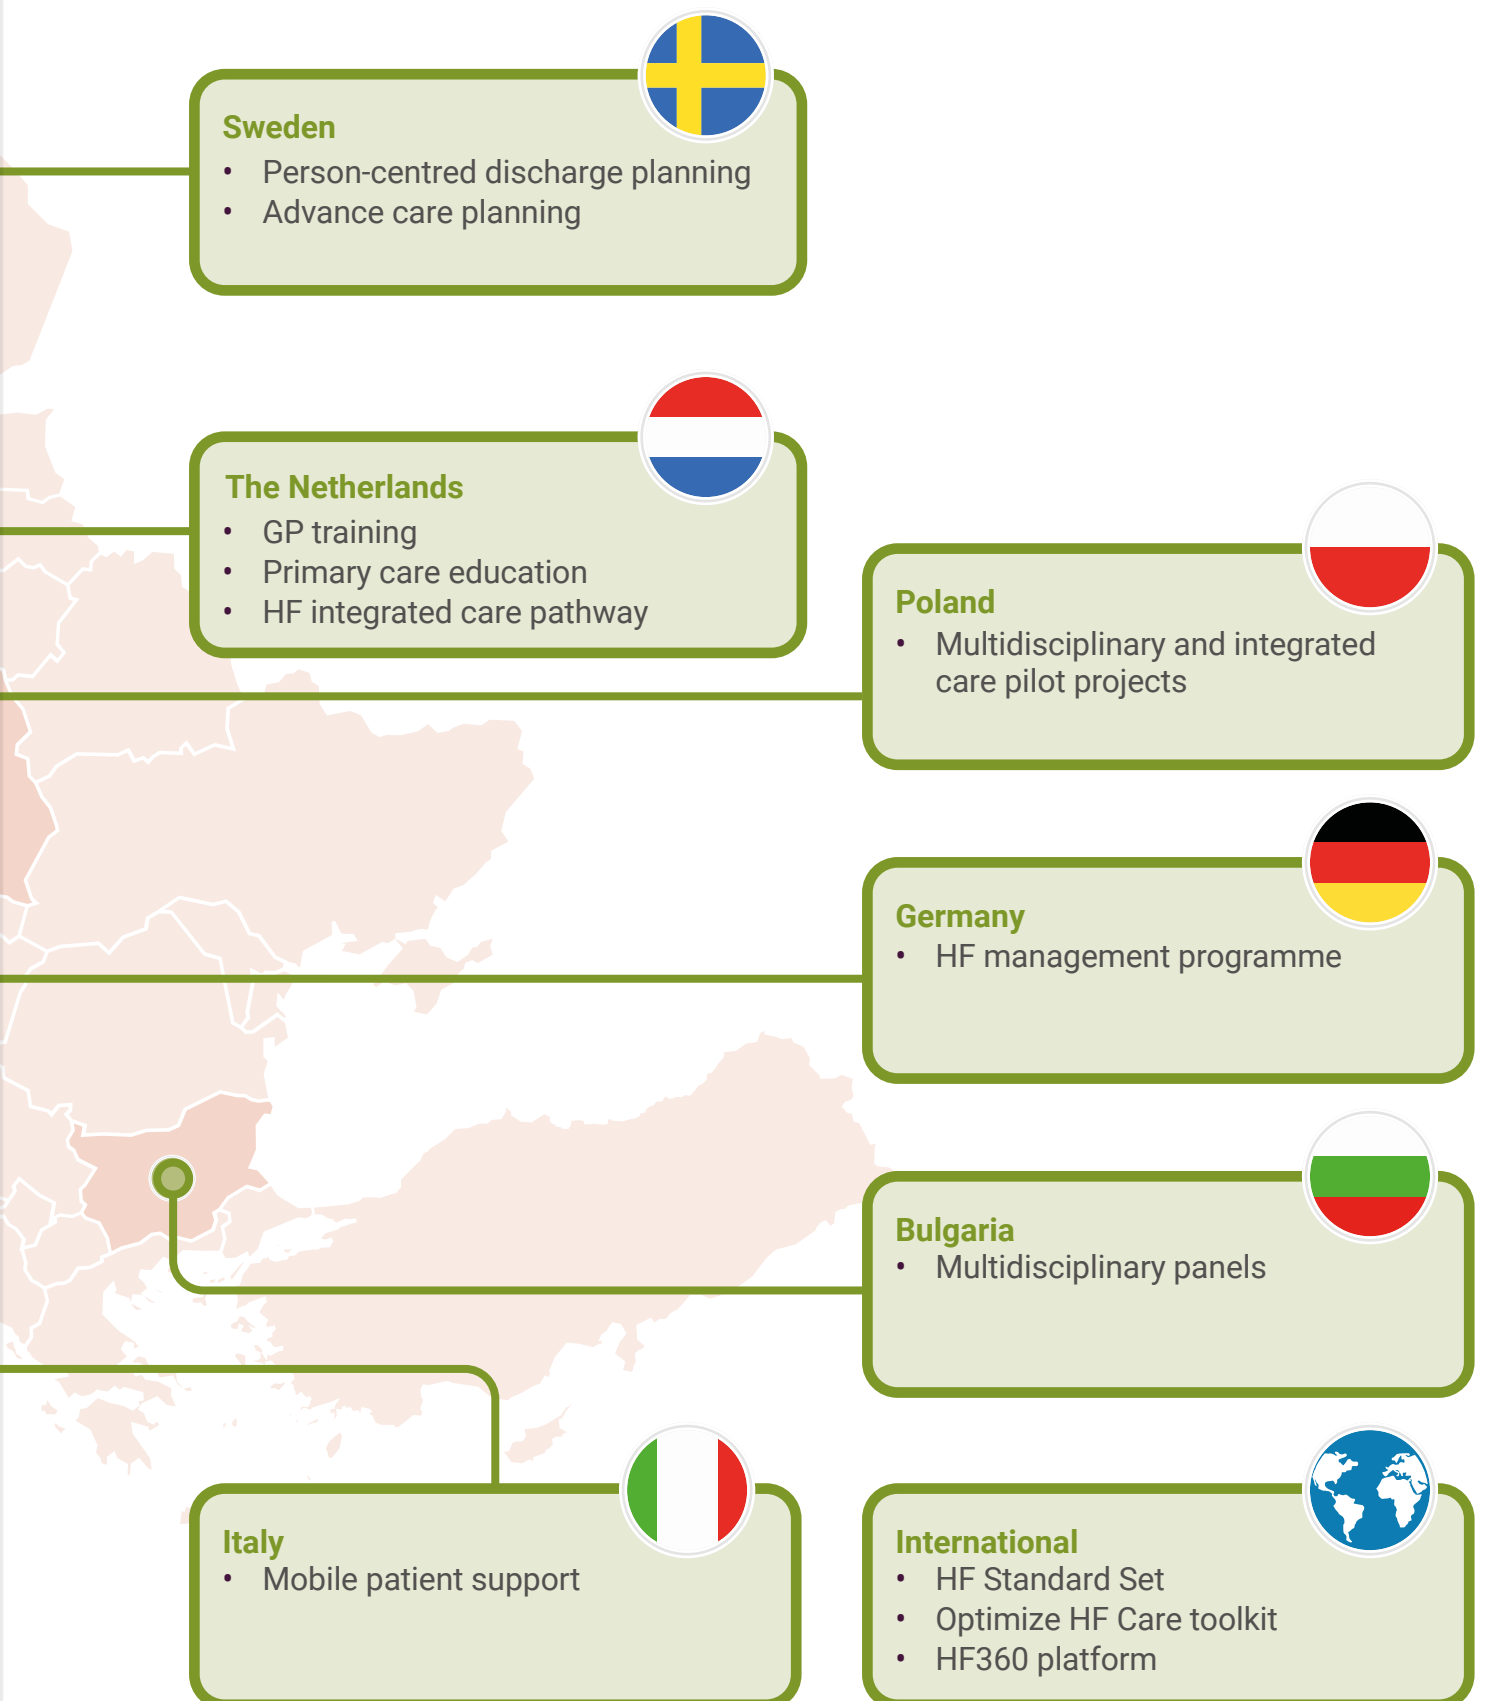 Sweden
• Person-centred discharge planning
• Advance care planning
The Netherlands
• GP training
• Primary care education
• HF integrated care pathway
Poland
• Multidisciplinary and integrated
care pilot projects
Germany
• HF management programme
Bulgaria
• Multidisciplinary panels
Italy
• Mobile patient support
International
• HF Standard Set
• Optimize HF Care toolkit
• HF360 platform